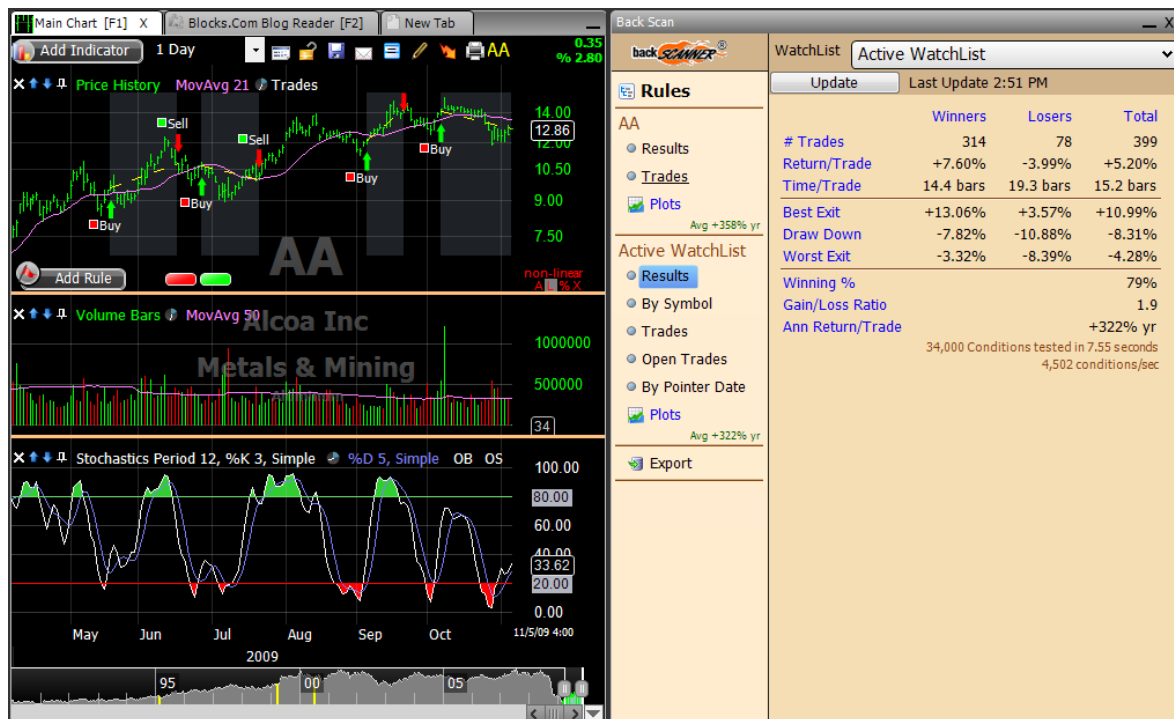 Main Chart [F1] X Blocks.Com Blog Reader [F2] New Tab
Add Indicator 1 Day AA 0.35
% 2.80
Price History MovAvg 21 Trades
14.00
12.86
12.00
10.50
9.00
7.50
Sell Sell
Buy Buy Buy Buy
AA
Add Rule
non-linear
A L % X
Volume Bars MovAvg 50
Alcoa Inc
Metals & Mining
Aluminum
1000000
500000
34
Stochastics Period 12, %K 3, Simple %D 5, Simple OB OS
100.00
80.00
60.00
40.00
33.62
20.00
0.00
May Jun Jul Aug Sep Oct 11/5/09 4:00
2009
95 00 05
Back Scan X
back SCANNER®
Rules
AA
Results
Trades
Plots
Avg +358% yr
Active WatchList
Results
By Symbol
Trades
Open Trades
By Pointer Date
Plots
Avg +322% yr
Export
WatchList Active WatchList
Update Last Update 2:51 PM
Winners Losers Total
# Trades 314 78 399
Return/Trade +7.60% -3.99% +5.20%
Time/Trade 14.4 bars 19.3 bars 15.2 bars
Best Exit +13.06% +3.57% +10.99%
Draw Down -7.82% -10.88% -8.31%
Worst Exit -3.32% -8.39% -4.28%
Winning % 79%
Gain/Loss Ratio 1.9
Ann Return/Trade +322% yr
34,000 Conditions tested in 7.55 seconds
4,502 conditions/sec